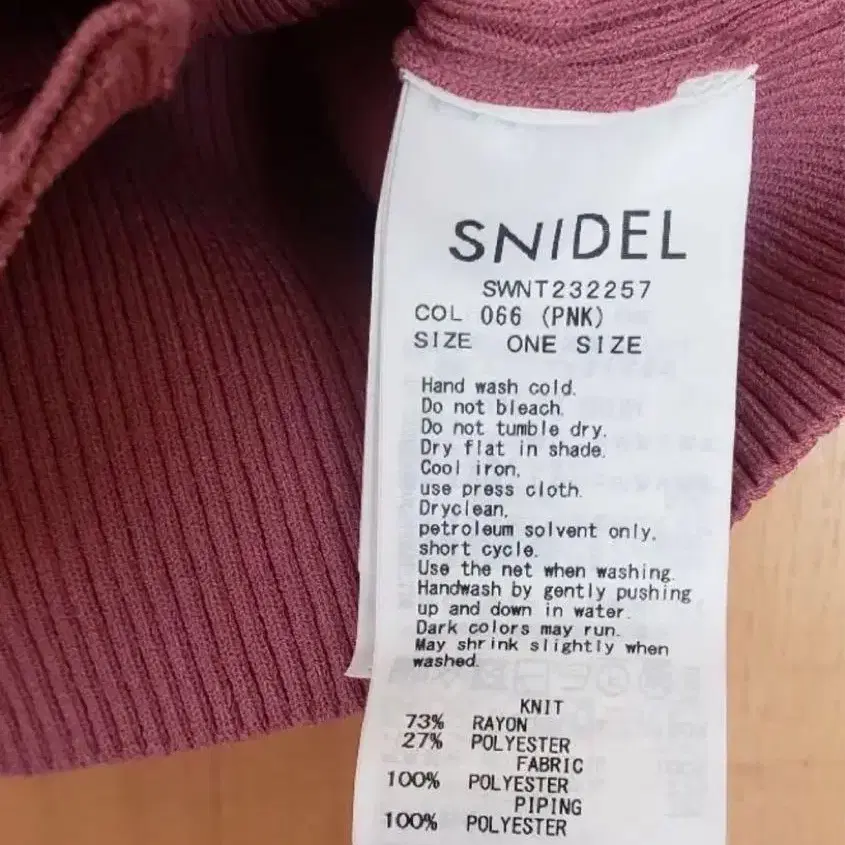 SNIDEL
SWNT232257
COL 066 (PNK)
SIZE ONE SIZE
Hand wash cold.
Do not bleach.
Do not tumble dry.
Dry flat in shade.
Cool iron,
use press cloth.
Dryclean,
petroleum solvent only,
short cycle.
Use the net when washing.
Handwash by gently pushing
up and down in water.
Dark colors may run.
May shrink slightly when
washed.
KNIT
73% RAYON
27% POLYESTER
FABRIC
100% POLYESTER
PIPING
100% POLYESTER